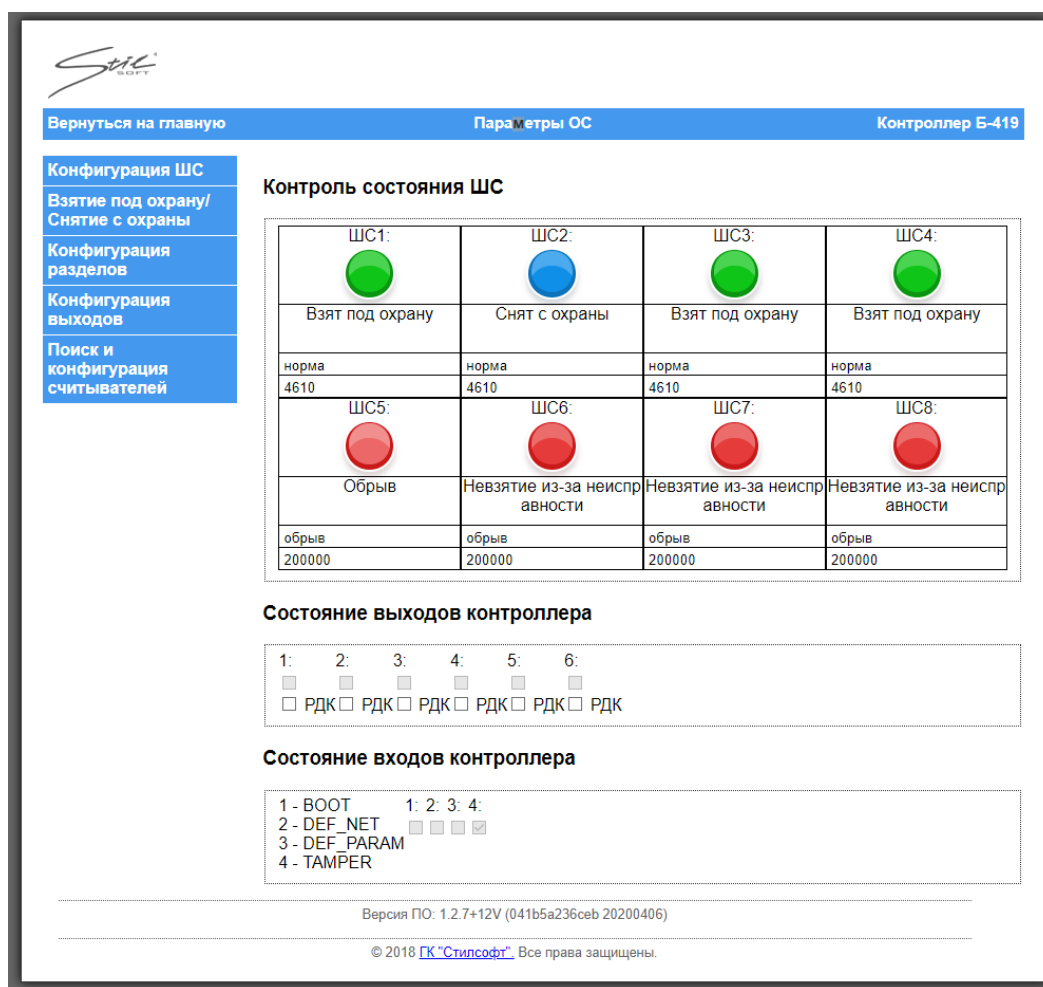 Stil SOFT
Вернуться на главную Параметры ОС Контроллер Б-419
Конфигурация ШС
Взятие под охрану/
Снятие с охраны
Конфигурация
разделов
Конфигурация
выходов
Поиск и
конфигурация
считывателей
Контроль состояния ШС
ШС1: ШС2: ШС3: ШС4:
Взят под охрану Снят с охраны Взят под охрану Взят под охрану
норма норма норма норма
4610 4610 4610 4610
ШС5: ШС6: ШС7: ШС8:
Обрыв Невзятие из-за неиспр Невзятие из-за неиспр Невзятие из-за неиспр
авности авности авности
обрыв обрыв обрыв обрыв
200000 200000 200000 200000
Состояние выходов контроллера
1: 2: 3: 4: 5: 6:
РДК РДК РДК РДК РДК РДК
Состояние входов контроллера
1 - BOOT 1: 2: 3: 4:
2 - DEF_NET
3 - DEF_PARAM
4 - TAMPER
Версия ПО: 1.2.7+12V (041b5a236ceb 20200406)
© 2018 ГК "Стилсофт". Все права защищены.